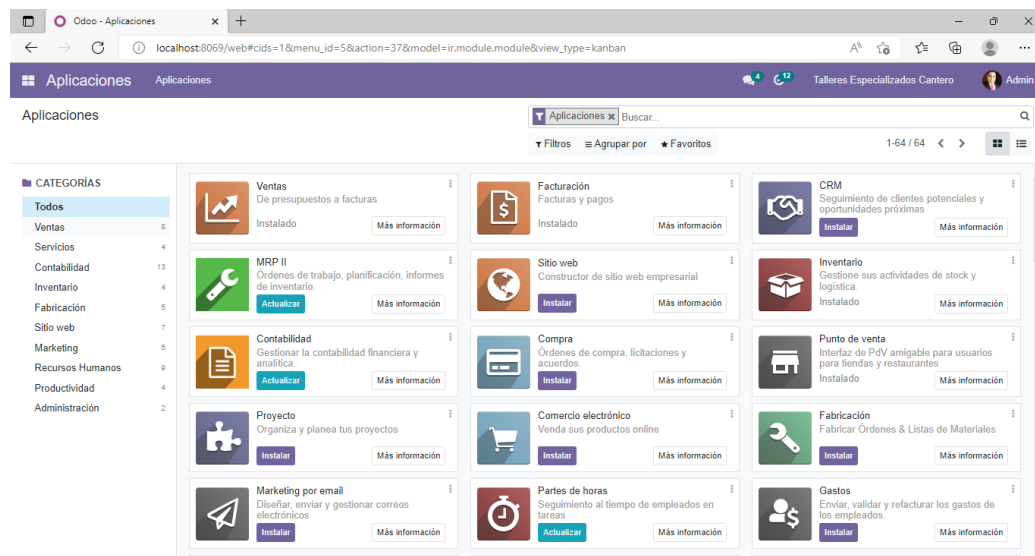 Odoo - Aplicaciones
localhost:8069/web#cids=1&menu_id=5&action=37&model=ir.module.module&view_type=kanban
Aplicaciones Aplicaciones 4 12 Talleres Especializados Cantero Admin
Aplicaciones
Aplicaciones Buscar...
Filtros Agrupar por Favoritos 1-64 / 64
CATEGORÍAS
Todos
Ventas 8
Servicios 4
Contabilidad 13
Inventario 4
Fabricación 5
Sitio web 7
Marketing 5
Recursos Humanos 9
Productividad 4
Administración 2
Ventas
De presupuestos a facturas
Instalado Más información
Facturación
Facturas y pagos
Instalado Más información
CRM
Seguimiento de clientes potenciales y
oportunidades próximas
Instalar Más información
MRP II
Órdenes de trabajo, planificación, informes
de inventario.
Actualizar Más información
Sitio web
Constructor de sitio web empresarial
Instalar Más información
Inventario
Gestione sus actividades de stock y
logística.
Instalado Más información
Contabilidad
Gestionar la contabilidad financiera y
analítica
Actualizar Más información
Compra
Órdenes de compra, licitaciones y
acuerdos.
Instalar Más información
Punto de venta
Interfaz de PdV amigable para usuarios
para tiendas y restaurantes
Instalado Más información
Proyecto
Organiza y planea tus proyectos
Instalar Más información
Comercio electrónico
Venda sus productos online
Instalar Más información
Fabricación
Fabricar Órdenes & Listas de Materiales
Instalar Más información
Marketing por email
Diseñar, enviar y gestionar correos
electrónicos
Instalar Más información
Partes de horas
Seguimiento al tiempo de empleados en
tareas
Actualizar Más información
Gastos
Enviar, validar y refacturar los gastos de
los empleados.
Instalar Más información